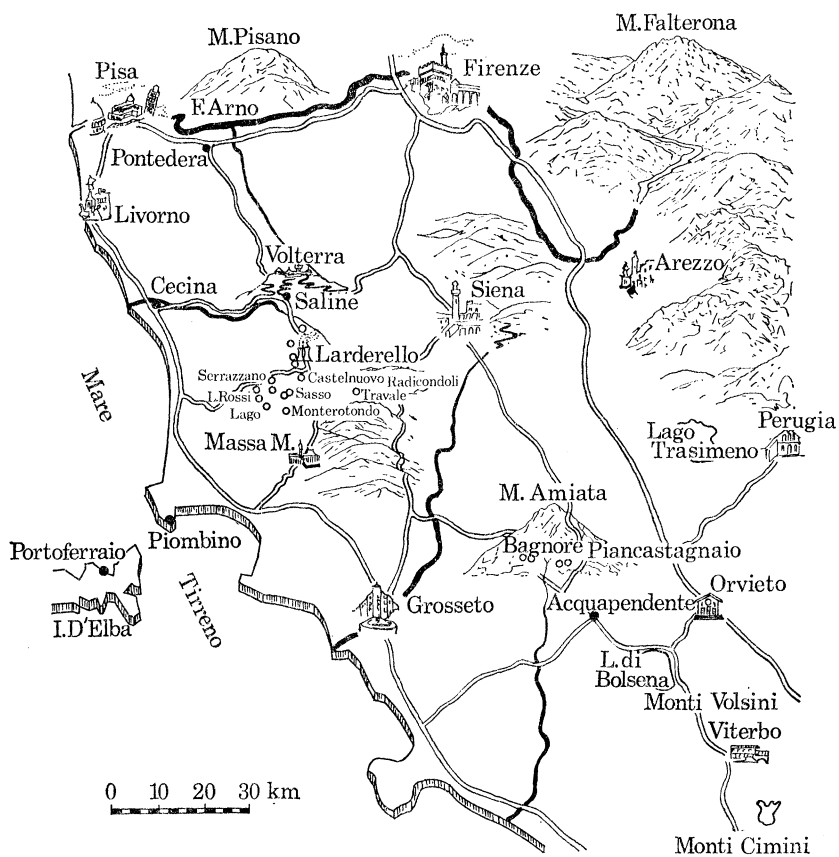 M. Falterona
M. Pisano
Firenze
Pisa
F. Arno
Pontedera
Livorno
Volterra
Arezzo
Cecina
Saline
Siena
Larderello
Serrazzano
Castelnuovo
Radicondoli
L. Rossi
Sasso
Travale
Lago
Monterotondo
Mare
Tirreno
Massa M.
Lago
Trasimeno
Perugia
M. Amiata
Piombino
Bagnore
Piancastagnaio
Portoferraio
I. D'Elba
Grosseto
Acquapendente
Orvieto
L. di
Bolsena
Monti Volsini
Viterbo
0 10 20 30 km
Monti Cimini